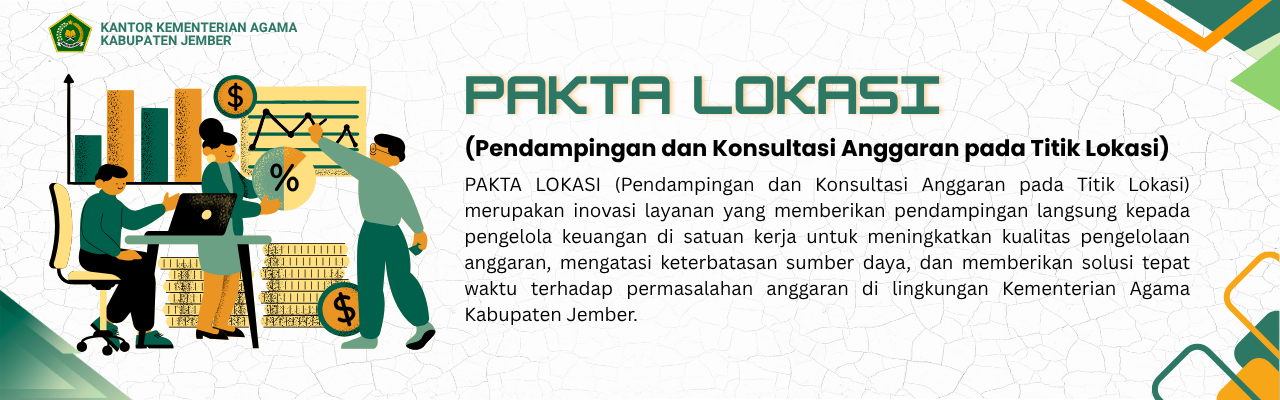 KANTOR KEMENTERIAN AGAMA
KABUPATEN JEMBER
PAKTA LOKASI
(Pendampingan dan Konsultasi Anggaran pada Titik Lokasi)
PAKTA LOKASI (Pendampingan dan Konsultasi Anggaran pada Titik Lokasi)
merupakan inovasi layanan yang memberikan pendampingan langsung kepada
pengelola keuangan di satuan kerja untuk meningkatkan kualitas pengelolaan
anggaran, mengatasi keterbatasan sumber daya, dan memberikan solusi tepat
waktu terhadap permasalahan anggaran di lingkungan Kementerian Agama
Kabupaten Jember.
$
%
$